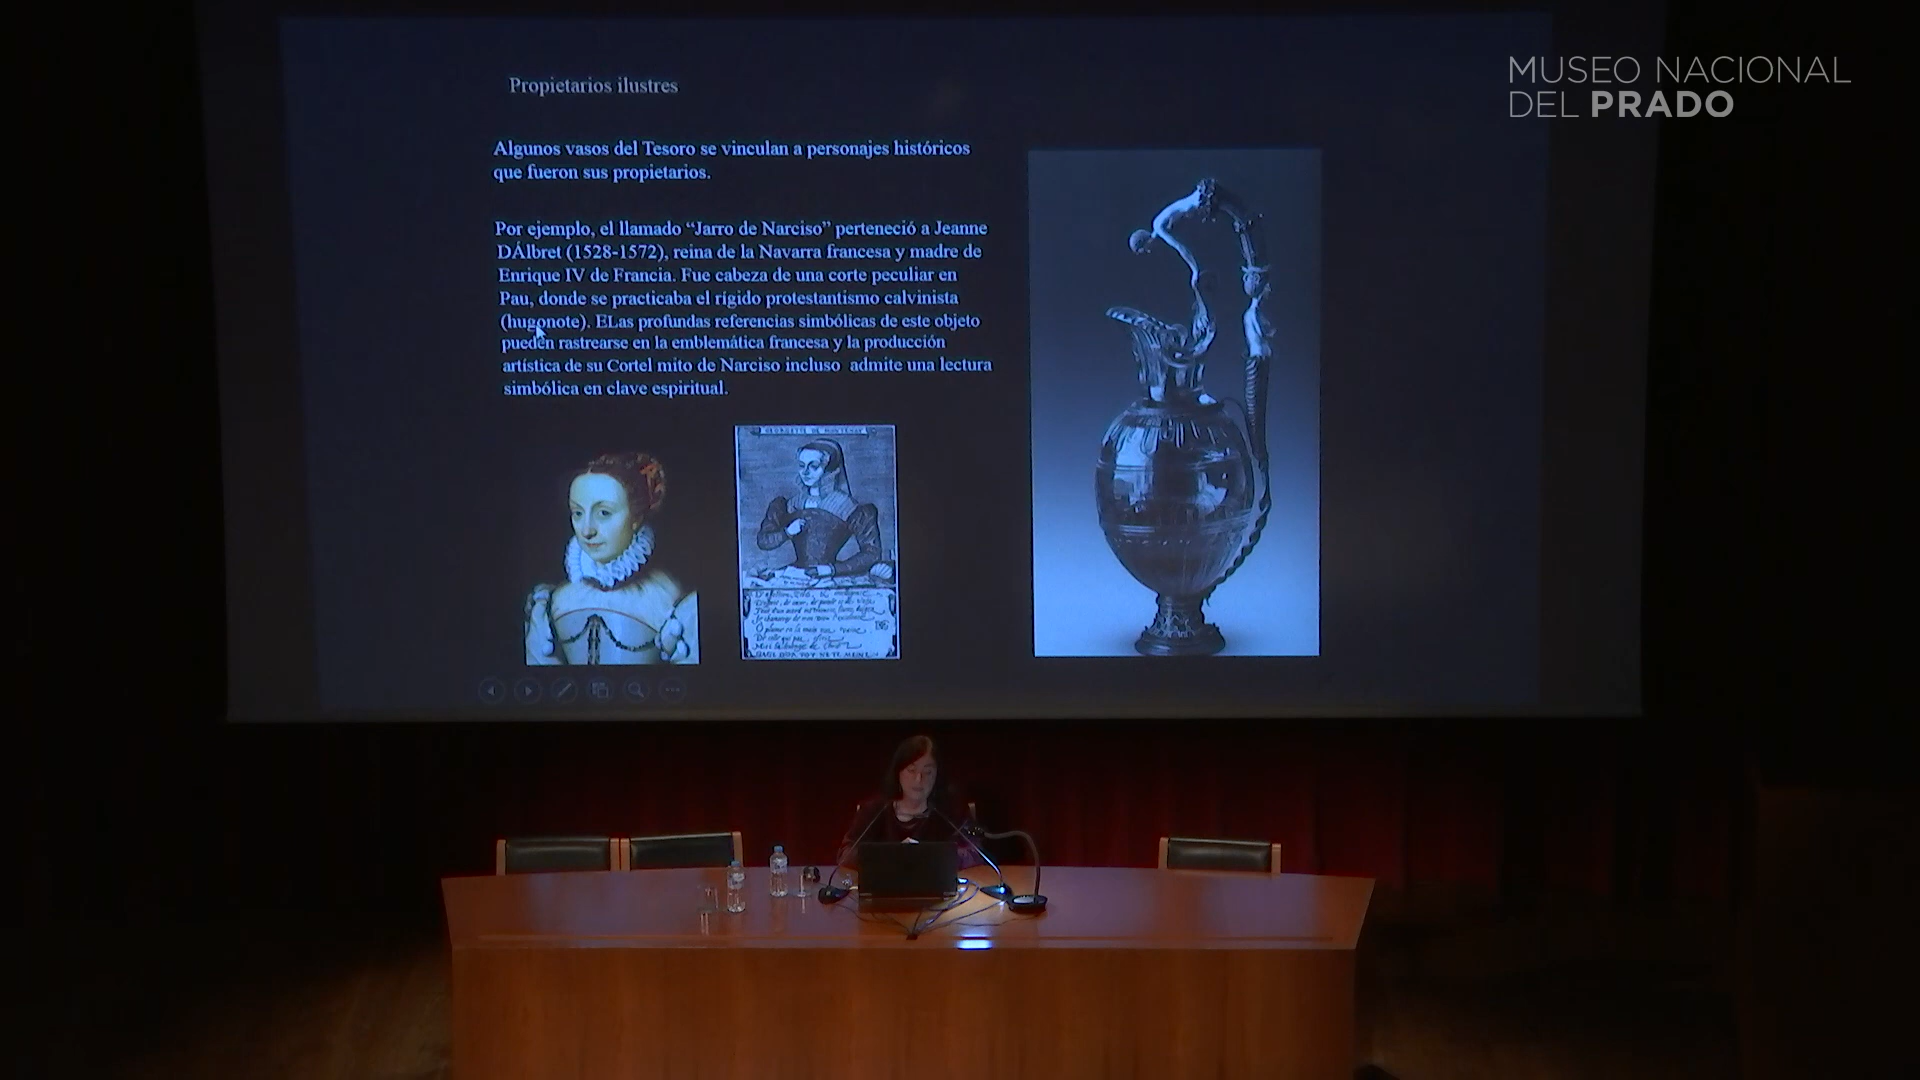 MUSEO NACIONAL
DEL PRADO
Propietarios ilustres
Algunos vasos del Tesoro se vinculan a personajes históricos
que fueron sus propietarios.
Por ejemplo, el llamado “Jarro de Narciso” perteneció a Jeanne
DÁlbret (1528-1572), reina de la Navarra francesa y madre de
Enrique IV de Francia. Fue cabeza de una corte peculiar en
Pau, donde se practicaba el rígido protestantismo calvinista
(hugonote). ELas profundas referencias simbólicas de este objeto
pueden rastrearse en la emblemática francesa y la producción
artística de su Cortel mito de Narciso incluso admite una lectura
simbólica en clave espiritual.
GEORGETTE DE